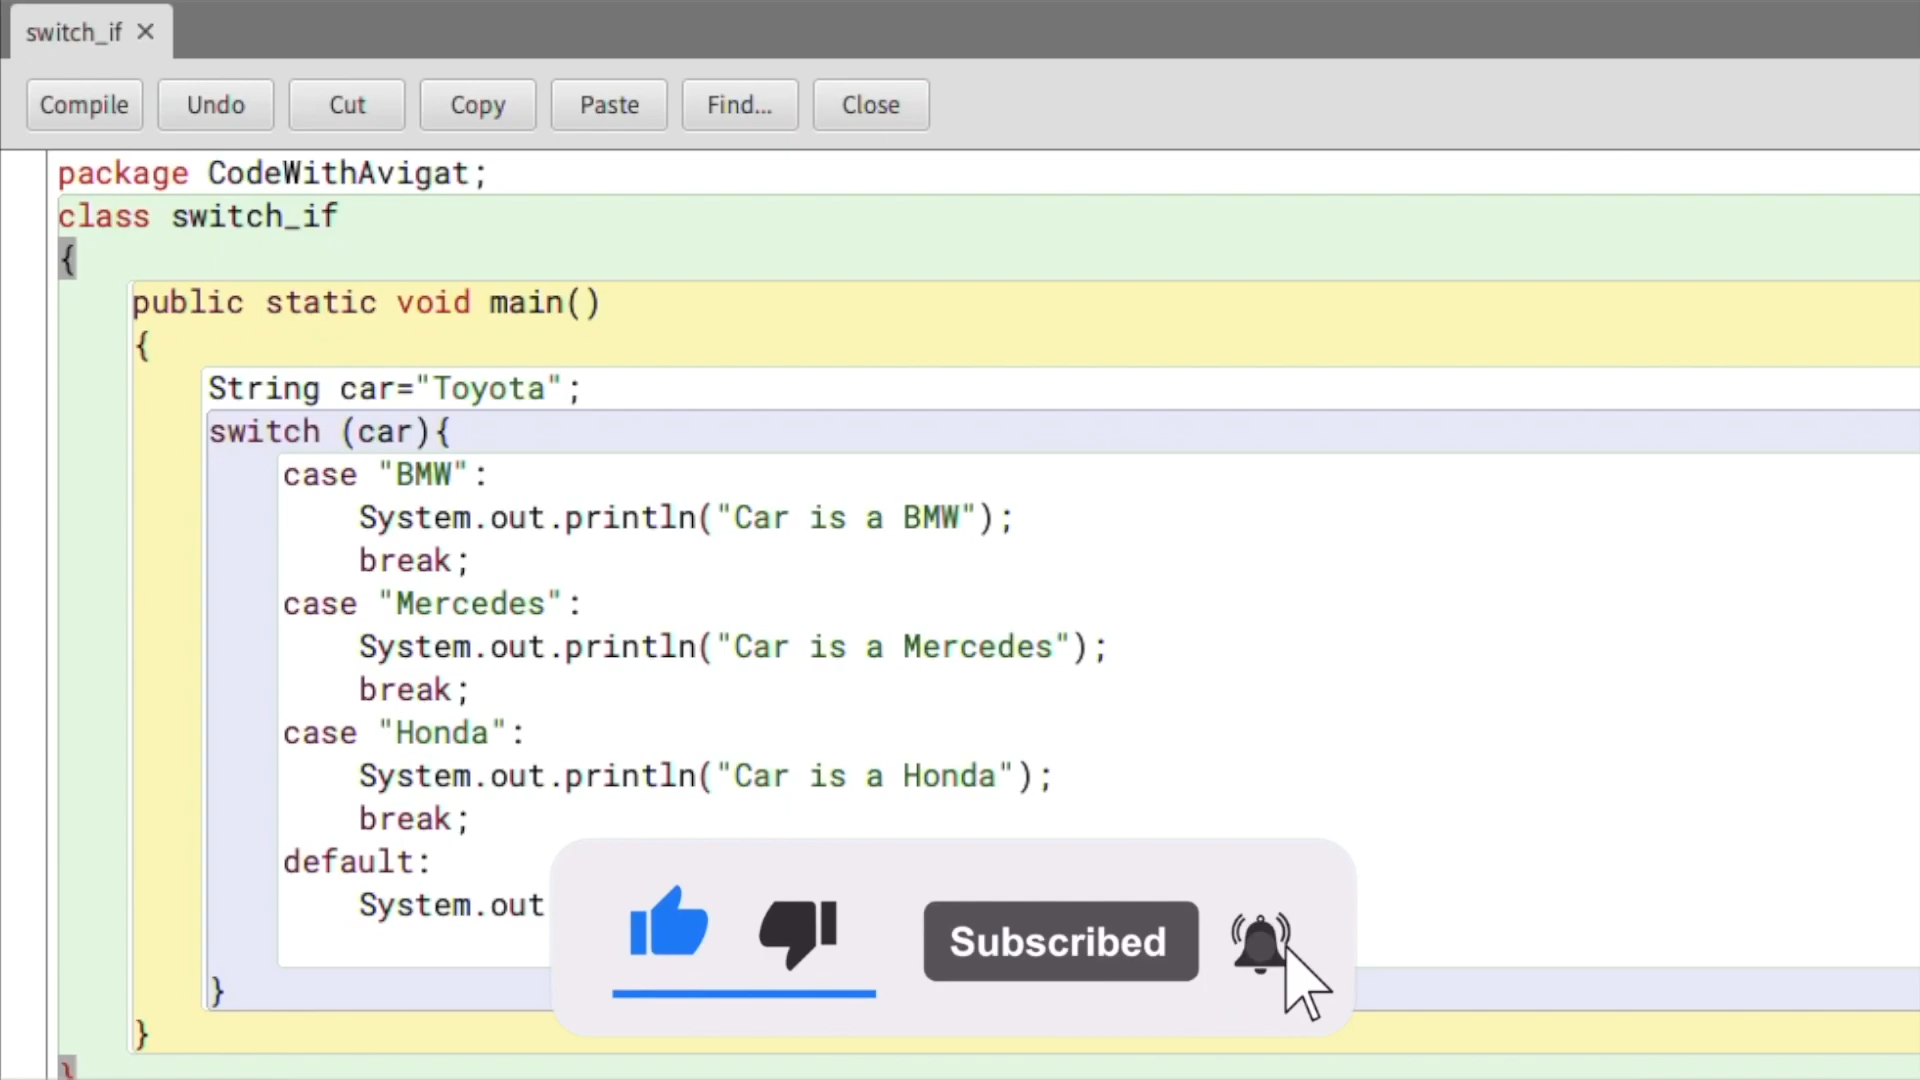 switch_if ×
Compile Undo Cut Copy Paste Find... Close
package CodeWithAvigat;
class switch_if
{
public static void main()
{
String car="Toyota";
switch (car){
case "BMW":
System.out.println("Car is a BMW");
break;
case "Mercedes":
System.out.println("Car is a Mercedes");
break;
case "Honda":
System.out.println("Car is a Honda");
break;
default:
System.out
Subscribed
}
}
}